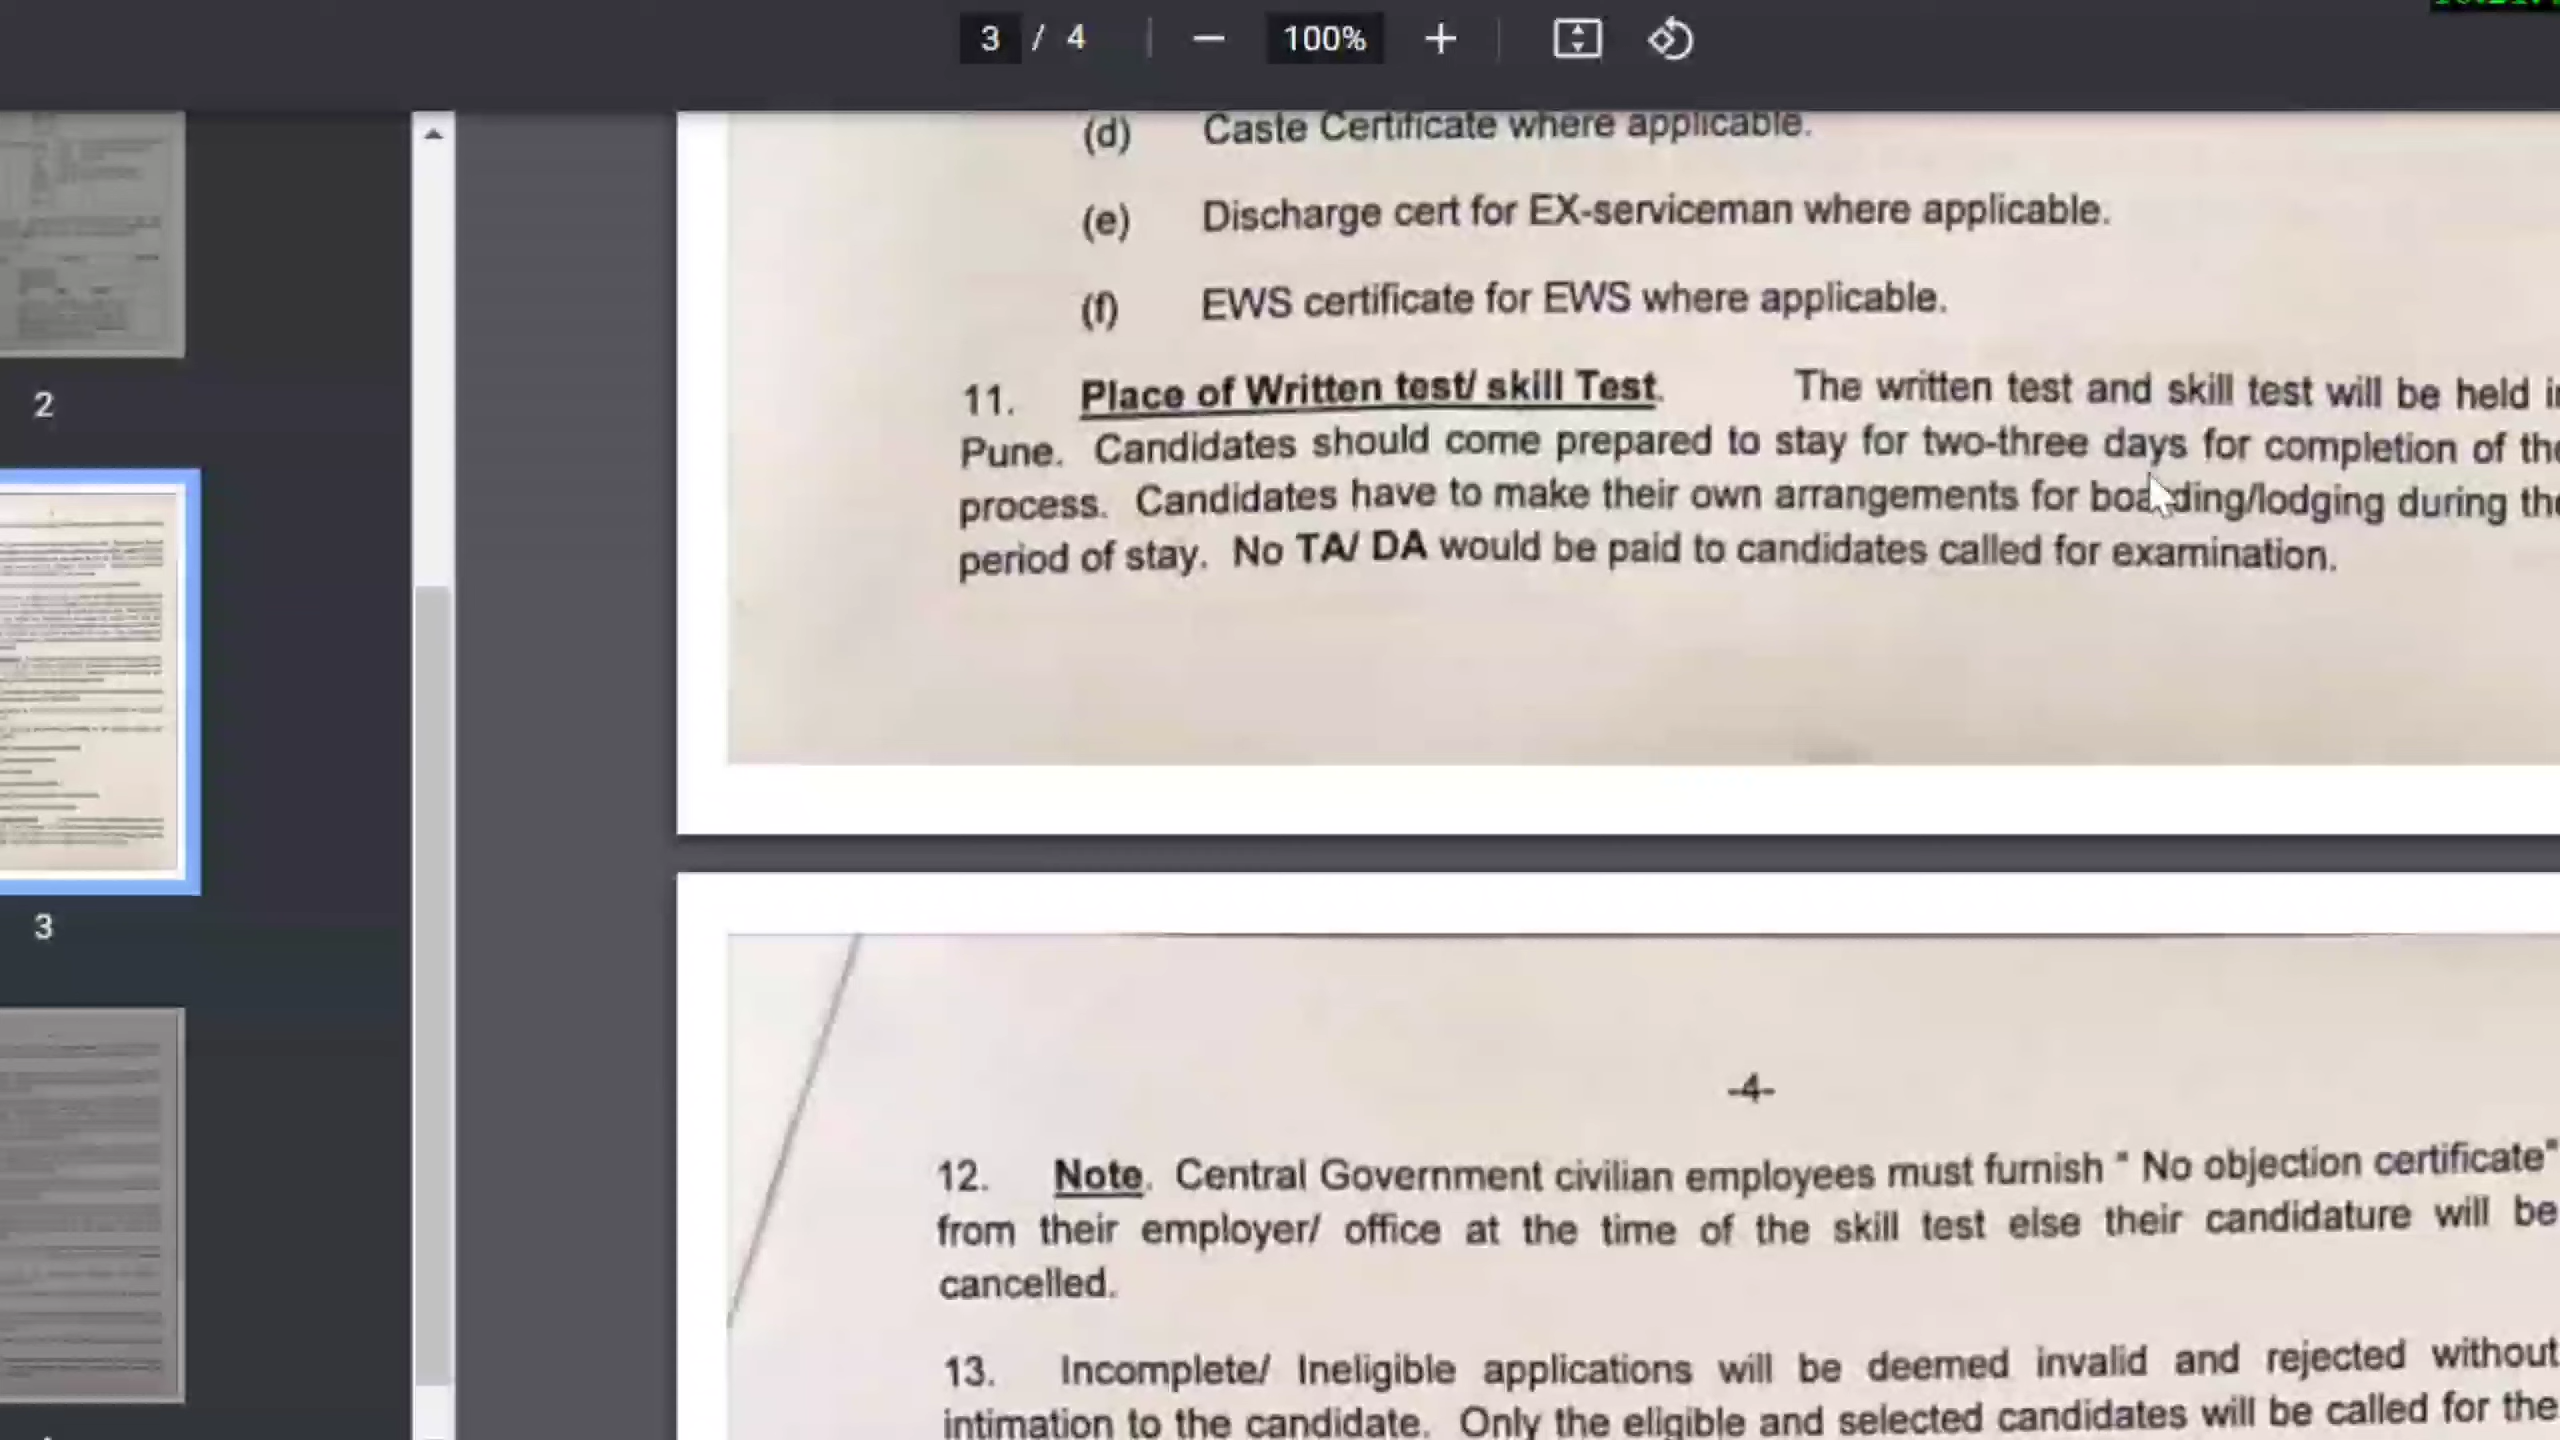 3 / 4
100%
(d) Caste Certificate where applicable.
(e) Discharge cert for EX-serviceman where applicable.
(f) EWS certificate for EWS where applicable.
11. Place of Written test/ skill Test. The written test and skill test will be held
Pune. Candidates should come prepared to stay for two-three days for completion of
process. Candidates have to make their own arrangements for boarding/lodging during
period of stay. No TA/ DA would be paid to candidates called for examination.
-4-
12. Note. Central Government civilian employees must furnish " No objection certificate"
from their employer/ office at the time of the skill test else their candidature will be
cancelled.
13. Incomplete/ Ineligible applications will be deemed invalid and rejected without
intimation to the candidate. Only the eligible and selected candidates will be called for the
2
3